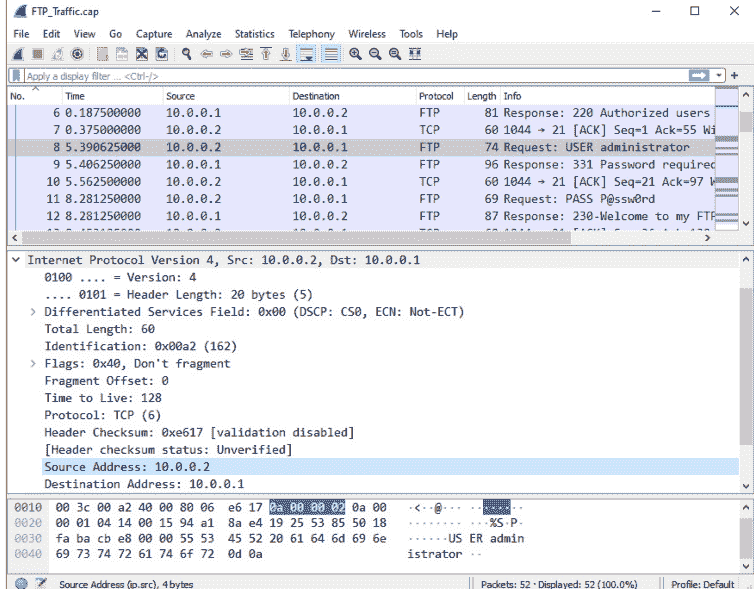 FTP_Traffic.cap
File Edit View Go Capture Analyze Statistics Telephony Wireless Tools Help
Apply a display filter ... <Ctrl-/>
No. Time Source Destination Protocol Length Info
6 0.187500000 10.0.0.1 10.0.0.2 FTP 81 Response: 220 Authorized users
7 0.375000000 10.0.0.2 10.0.0.1 TCP 60 1044 → 21 [ACK] Seq=1 Ack=55 Wi
8 5.390625000 10.0.0.2 10.0.0.1 FTP 74 Request: USER administrator
9 5.406250000 10.0.0.1 10.0.0.2 FTP 96 Response: 331 Password required
10 5.562500000 10.0.0.2 10.0.0.1 TCP 60 1044 → 21 [ACK] Seq=21 Ack=97 W
11 8.281250000 10.0.0.2 10.0.0.1 FTP 69 Request: PASS P@ssw0rd
12 8.281250000 10.0.0.1 10.0.0.2 FTP 87 Response: 230-Welcome to my FTP
Internet Protocol Version 4, Src: 10.0.0.2, Dst: 10.0.0.1
0100 .... = Version: 4
.... 0101 = Header Length: 20 bytes (5)
Differentiated Services Field: 0x00 (DSCP: CS0, ECN: Not-ECT)
Total Length: 60
Identification: 0x00a2 (162)
Flags: 0x40, Don't fragment
Fragment Offset: 0
Time to Live: 128
Protocol: TCP (6)
Header Checksum: 0xe617 [validation disabled]
[Header checksum status: Unverified]
Source Address: 10.0.0.2
Destination Address: 10.0.0.1
0010 00 3c 00 a2 40 00 80 06 e6 17 0a 00 00 02 0a 00 ·<··@··· ········
0020 00 01 04 14 00 15 94 a1 8a e4 19 25 53 85 50 18 ········ ···%S·P·
0030 fa ba cb e8 00 00 55 53 45 52 20 61 64 6d 69 6e ······US ER admin
0040 69 73 74 72 61 74 6f 72 0d 0a istrator ··
Source Address (ip.src), 4 bytes Packets: 52 · Displayed: 52 (100.0%) Profile: Default